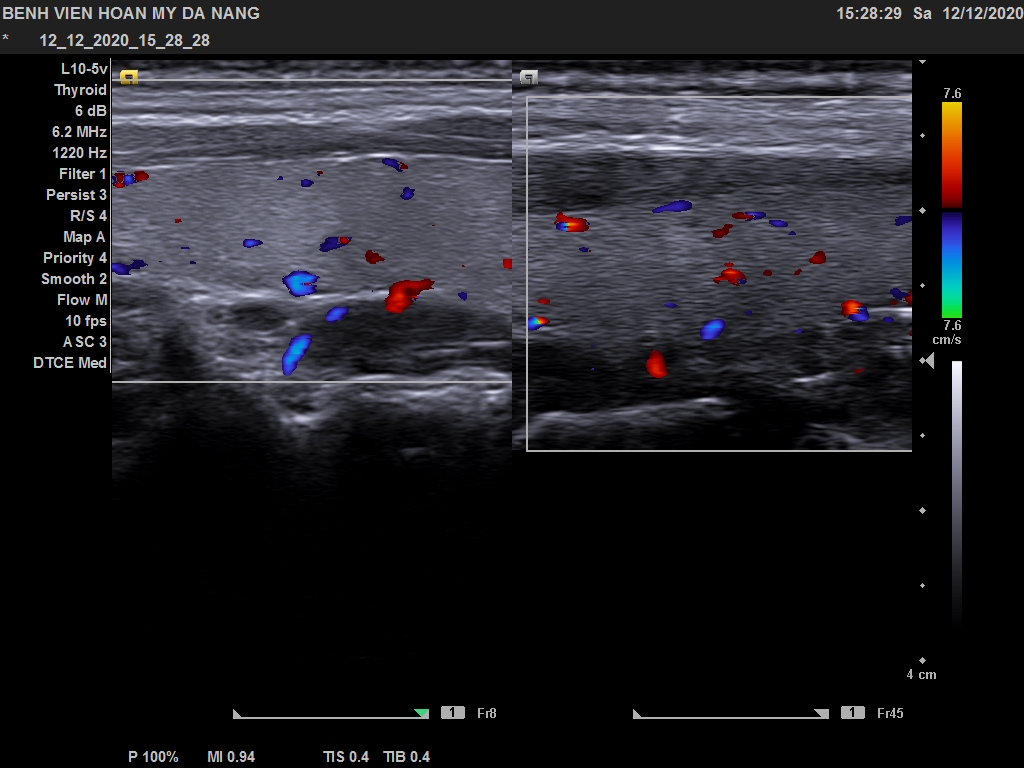 BENH VIEN HOAN MY DA NANG 15:28:29 Sa 12/12/2020
* 12_12_2020_15_28_28
L10-5v
Thyroid
6 dB
6.2 MHz
1220 Hz
Filter 1
Persist 3
R/S 4
Map A
Priority 4
Smooth 2
Flow M
10 fps
ASC 3
DTCE Med
7.6
7.6
cm/s
4 cm
1 Fr8 1 Fr45
P 100% MI 0.94 TIS 0.4 TIB 0.4